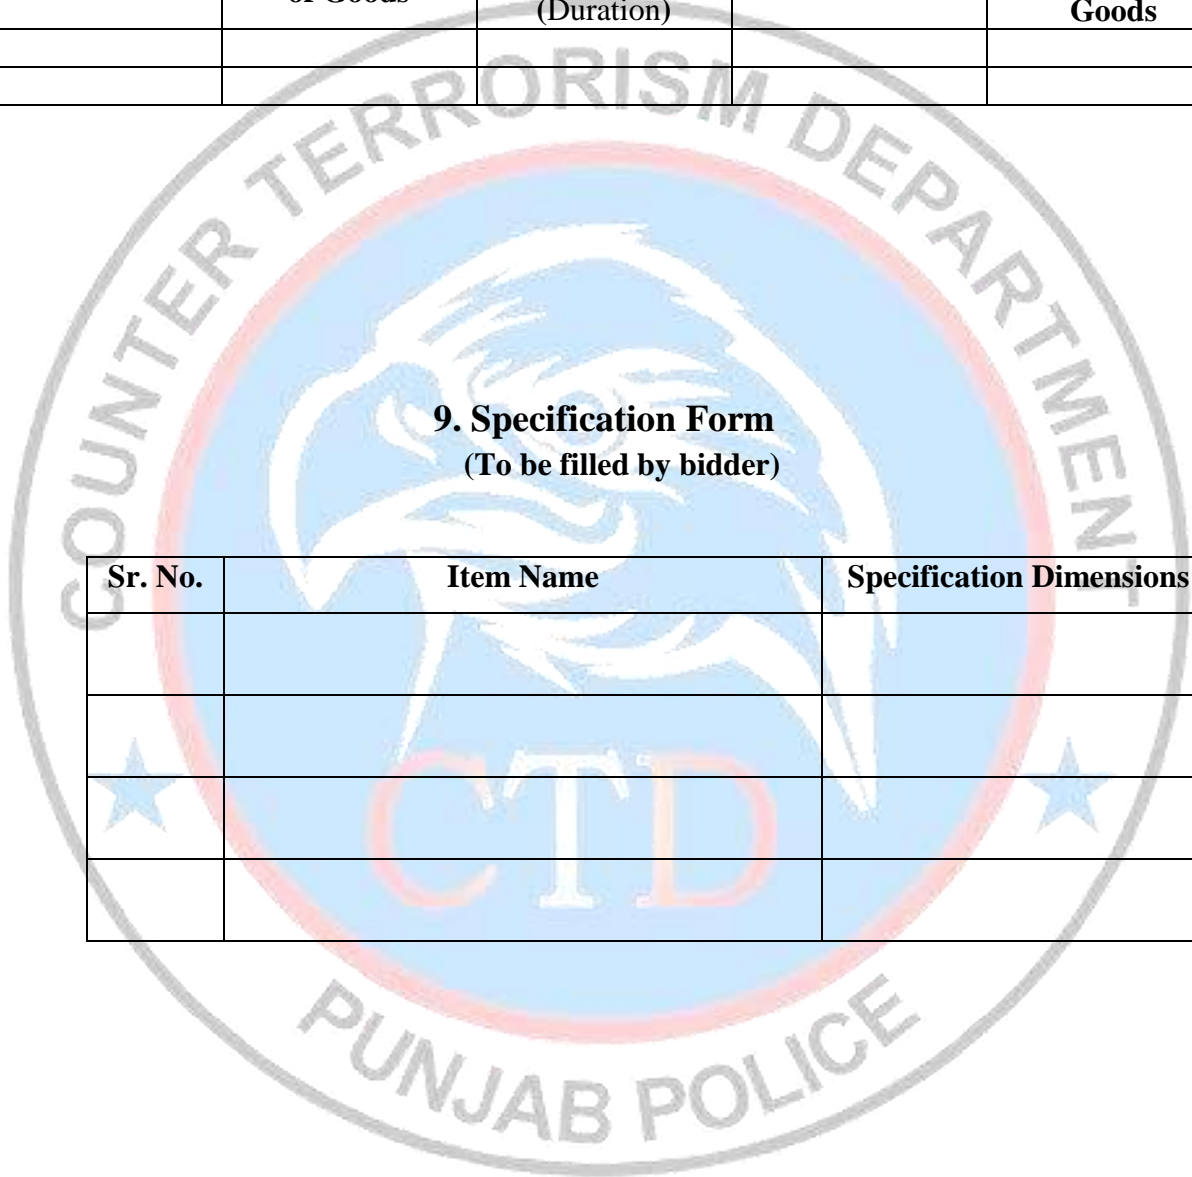 of Goods
(Duration)
Goods
COUNTER TERRORISM DEPARTMENT
9. Specification Form
(To be filled by bidder)
Sr. No. Item Name Specification Dimensions
CTD
PUNJAB POLICE